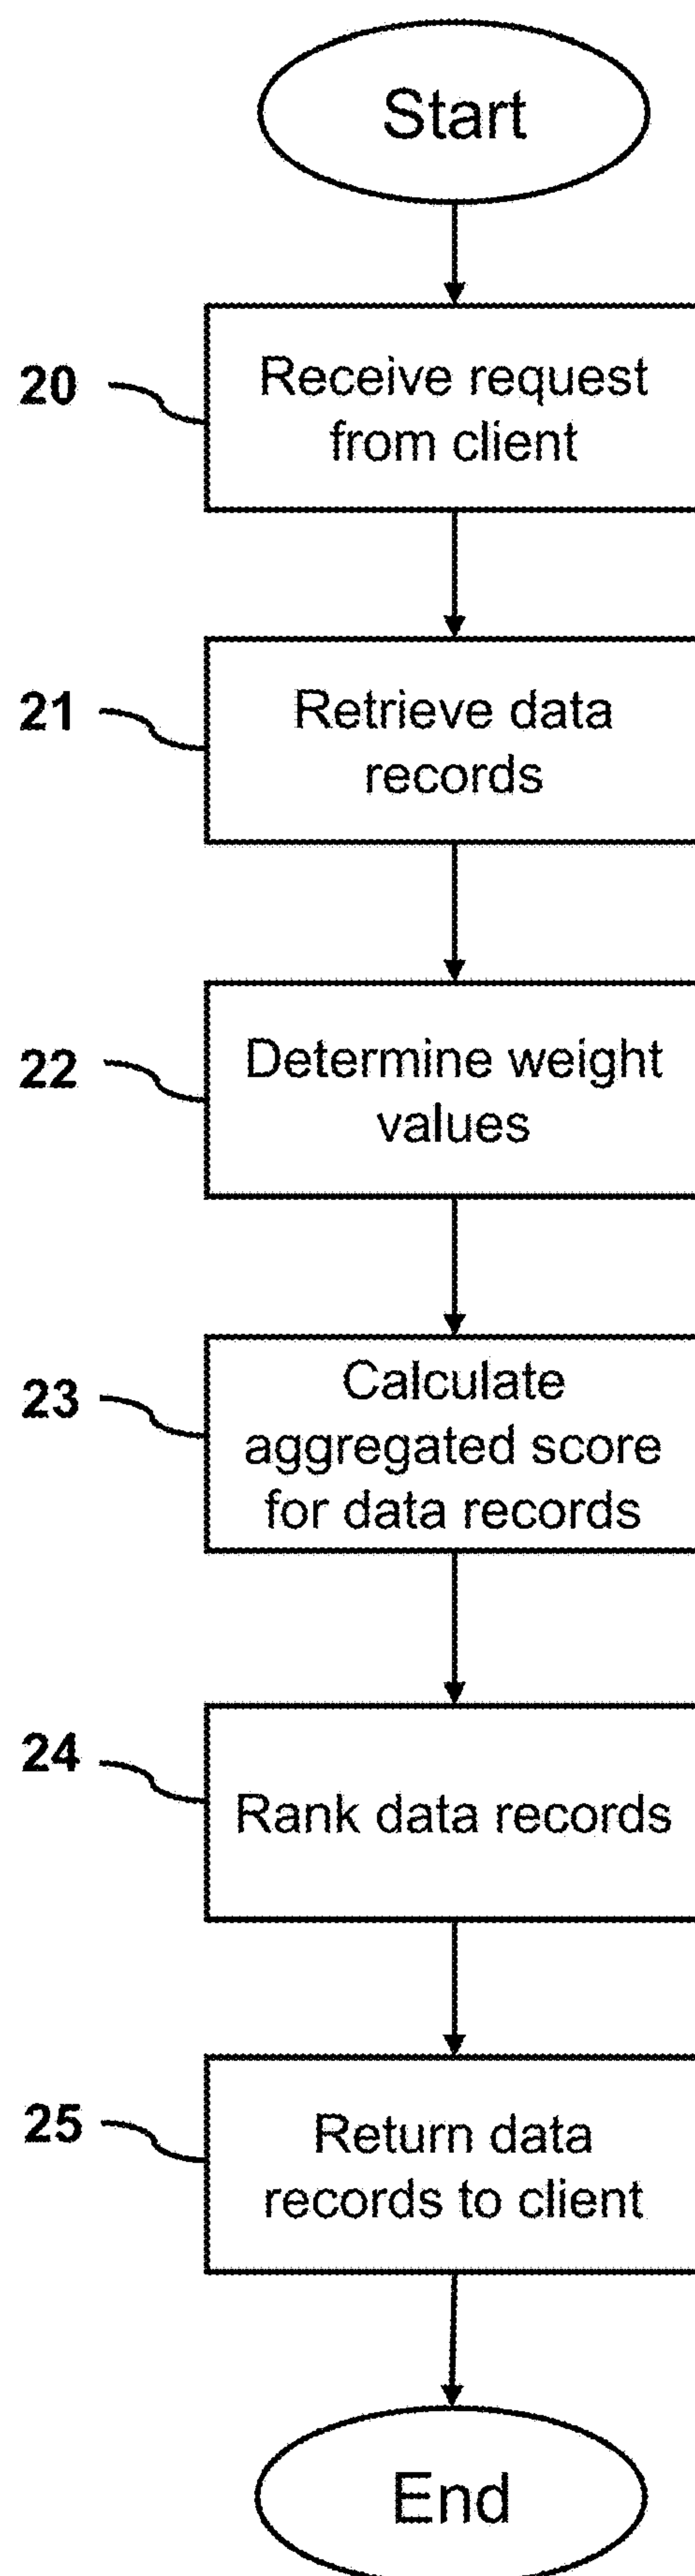 Start
20
Receive request
from client
21
Retrieve data
records
22
Determine weight
values
23
Calculate
aggregated score
for data records
24
Rank data records
25
Return data
records to client
End